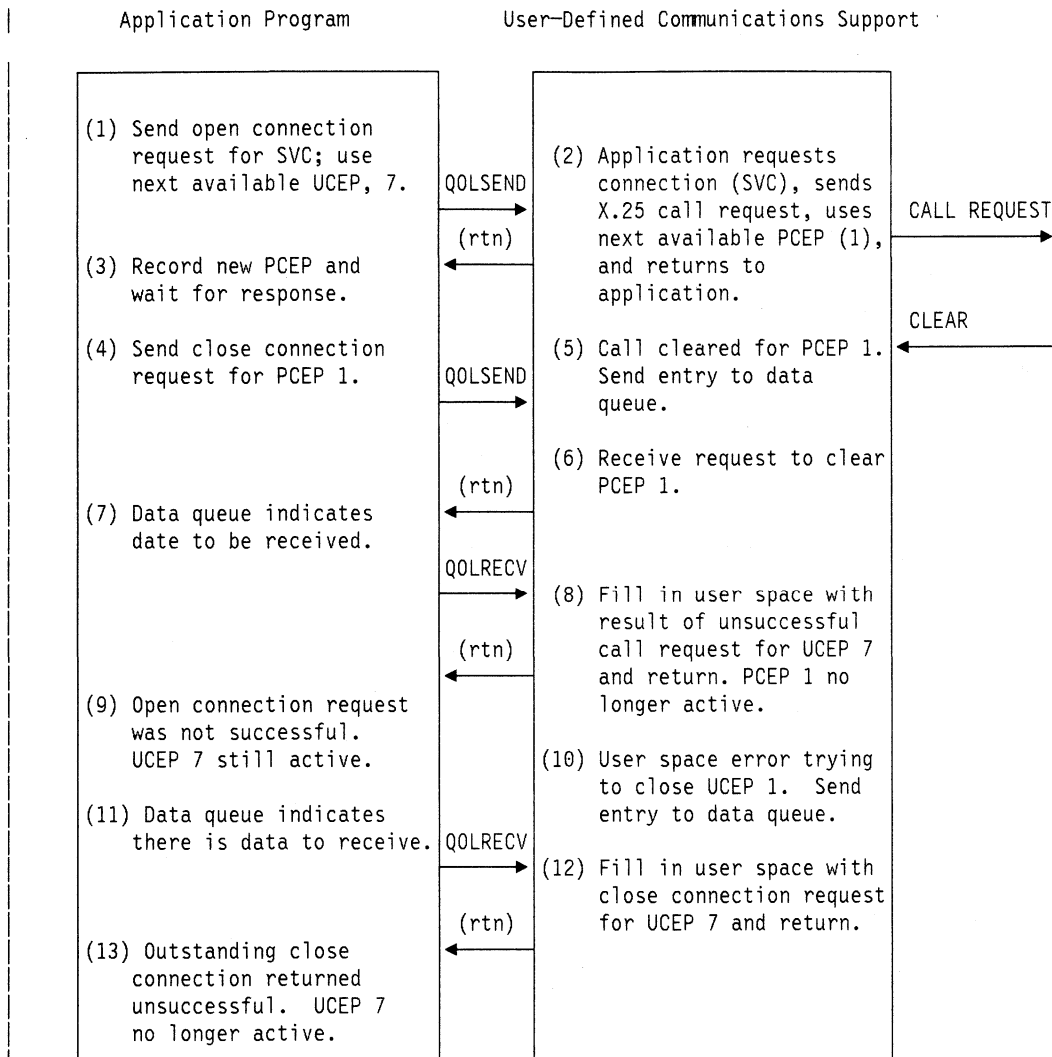 Application Program
User-Defined Communications Support
(1) Send open connection
request for SVC; use
next available UCEP, 7.
QOLSEND
(rtn)
(2) Application requests
connection (SVC), sends
X.25 call request, uses
next available PCEP (1),
and returns to
application.
CALL REQUEST
(3) Record new PCEP and
wait for response.
CLEAR
(4) Send close connection
request for PCEP 1.
QOLSEND
(5) Call cleared for PCEP 1.
Send entry to data
queue.
(6) Receive request to clear
PCEP 1.
(rtn)
(7) Data queue indicates
date to be received.
QOLRECV
(8) Fill in user space with
result of unsuccessful
call request for UCEP 7
and return. PCEP 1 no
longer active.
(rtn)
(9) Open connection request
was not successful.
UCEP 7 still active.
(10) User space error trying
to close UCEP 1. Send
entry to data queue.
(11) Data queue indicates
there is data to receive.
QOLRECV
(12) Fill in user space with
close connection request
for UCEP 7 and return.
(rtn)
(13) Outstanding close
connection returned
unsuccessful. UCEP 7
no longer active.